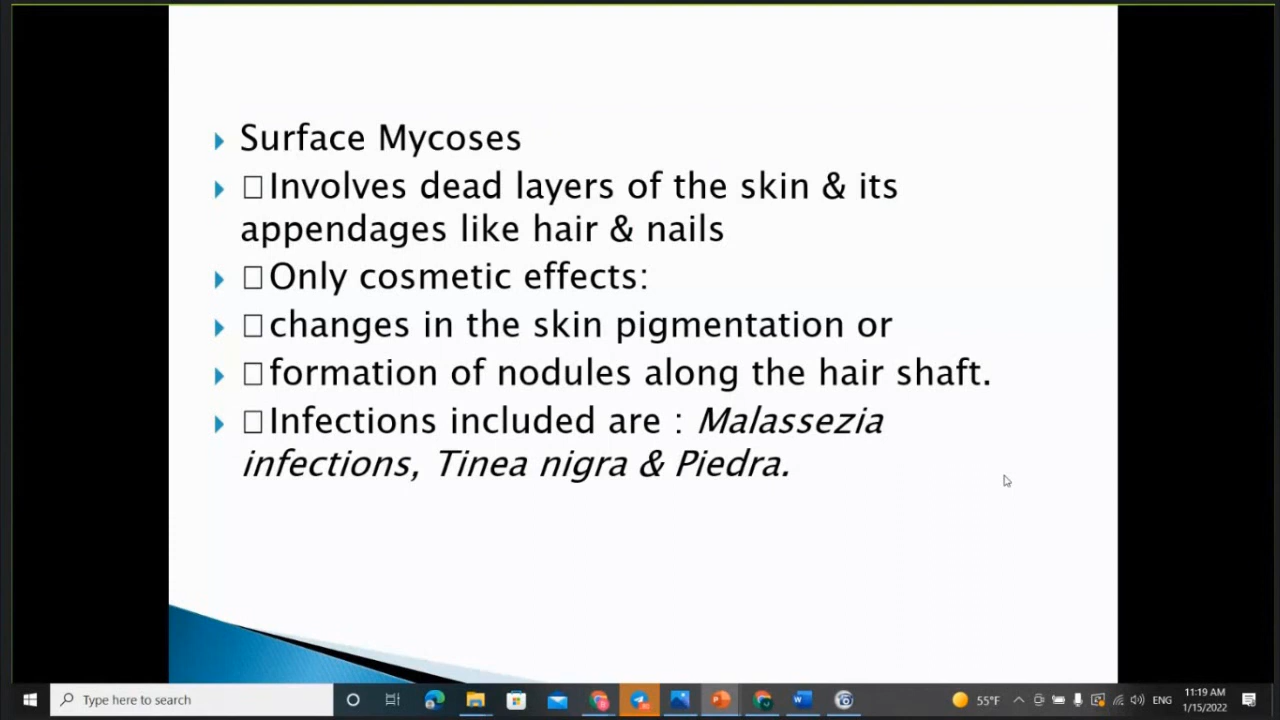 Surface Mycoses
□Involves dead layers of the skin & its
appendages like hair & nails
□Only cosmetic effects:
□changes in the skin pigmentation or
□formation of nodules along the hair shaft.
□Infections included are : Malassezia
infections, Tinea nigra & Piedra.
Type here to search
55°F
ENG
11:19 AM
1/15/2022